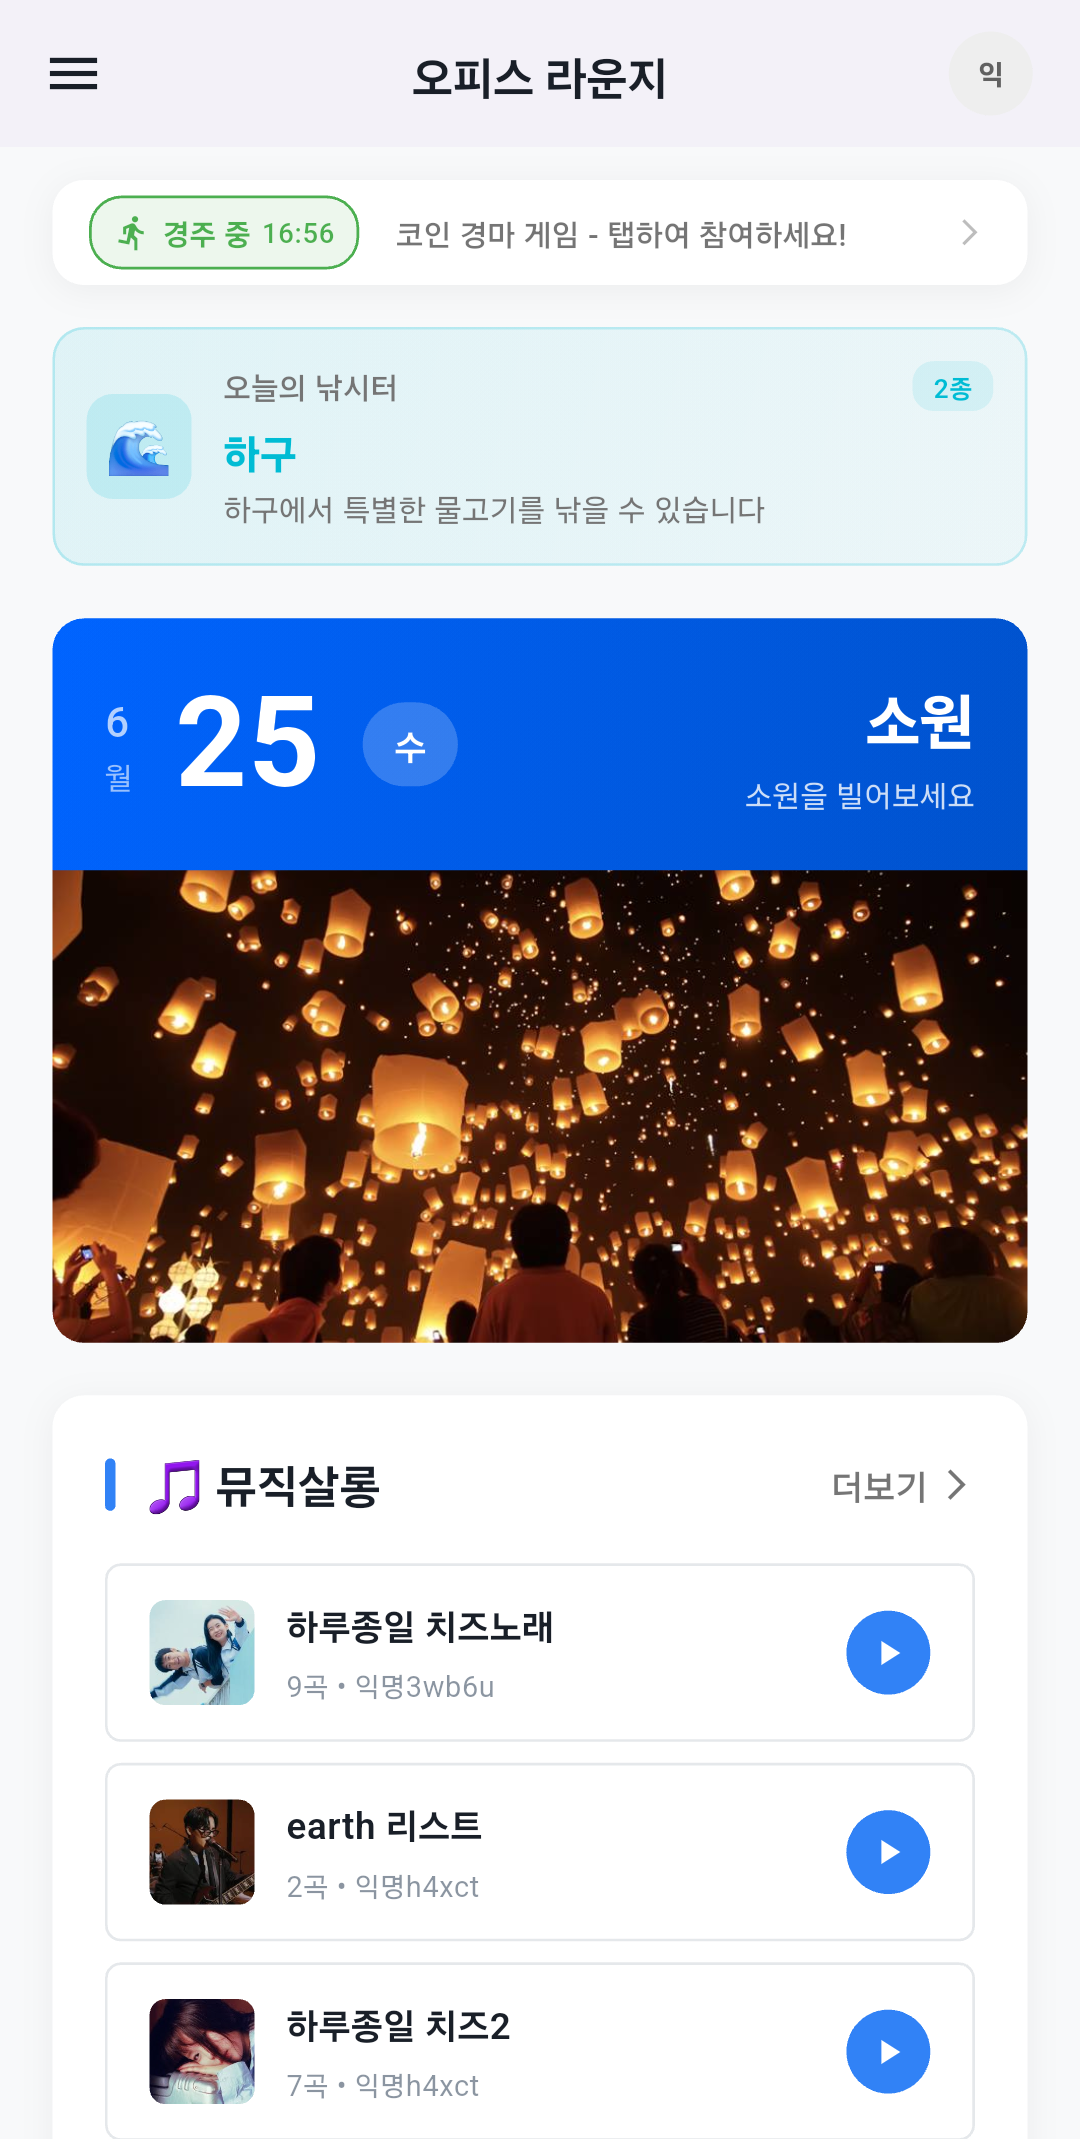 오피스 라운지
익
경주 중 16:56
코인 경마 게임 - 탭하여 참여하세요!
오늘의 낚시터
2종
하구
하구에서 특별한 물고기를 낚을 수 있습니다
6
월
25
수
소원
소원을 빌어보세요
🎵 뮤직살롱
더보기
하루종일 치즈노래
9곡 • 익명3wb6u
earth 리스트
2곡 • 익명h4xct
하루종일 치즈2
7곡 • 익명h4xct